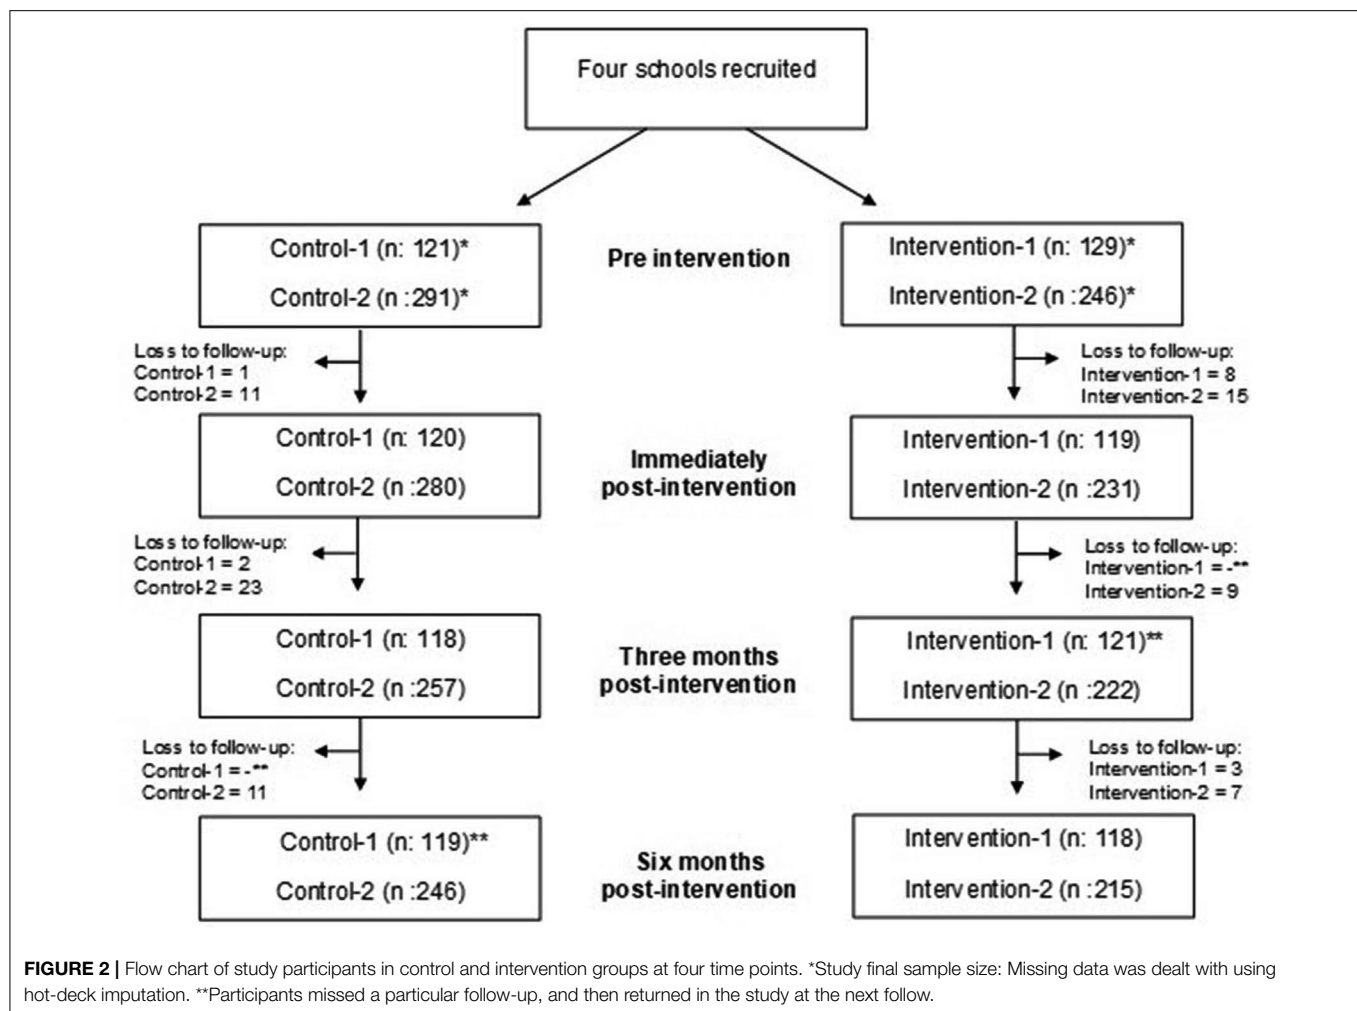 Four schools recruited
Control-1 (n: 121)*
Control-2 (n :291)*
Pre intervention
Intervention-1 (n: 129)*
Intervention-2 (n :246)*
Loss to follow-up:
Control-1 = 1
Control-2 = 11
Loss to follow-up:
Intervention-1 = 8
Intervention-2 = 15
Control-1 (n: 120)
Control-2 (n :280)
Immediately
post-intervention
Intervention-1 (n: 119)
Intervention-2 (n :231)
Loss to follow-up:
Control-1 = 2
Control-2 = 23
Loss to follow-up:
Intervention-1 = -**
Intervention-2 = 9
Control-1 (n: 118)
Control-2 (n :257)
Three months
post-intervention
Intervention-1 (n: 121)**
Intervention-2 (n :222)
Loss to follow-up:
Control-1 = -**
Control-2 = 11
Loss to follow-up:
Intervention-1 = 3
Intervention-2 = 7
Control-1 (n: 119)**
Control-2 (n :246)
Six months
post-intervention
Intervention-1 (n: 118)
Intervention-2 (n :215)
FIGURE 2 | Flow chart of study participants in control and intervention groups at four time points. *Study final sample size: Missing data was dealt with using
hot-deck imputation. **Participants missed a particular follow-up, and then returned in the study at the next follow.